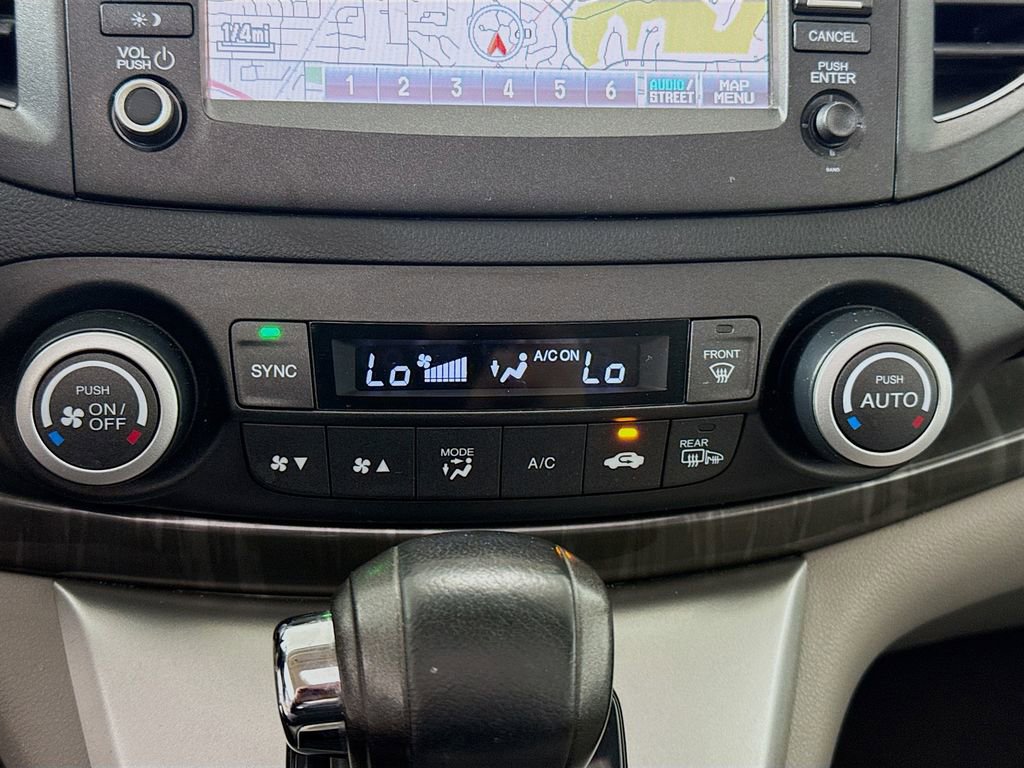 VOL
PUSH
1/4mi
1 2 3 4 5 6 AUDIO/
STREET MAP
MENU
CANCEL
PUSH
ENTER
BAND
PUSH
ON/
OFF
SYNC
Lo A/C ON Lo
FRONT
PUSH
AUTO
MODE
A/C
REAR